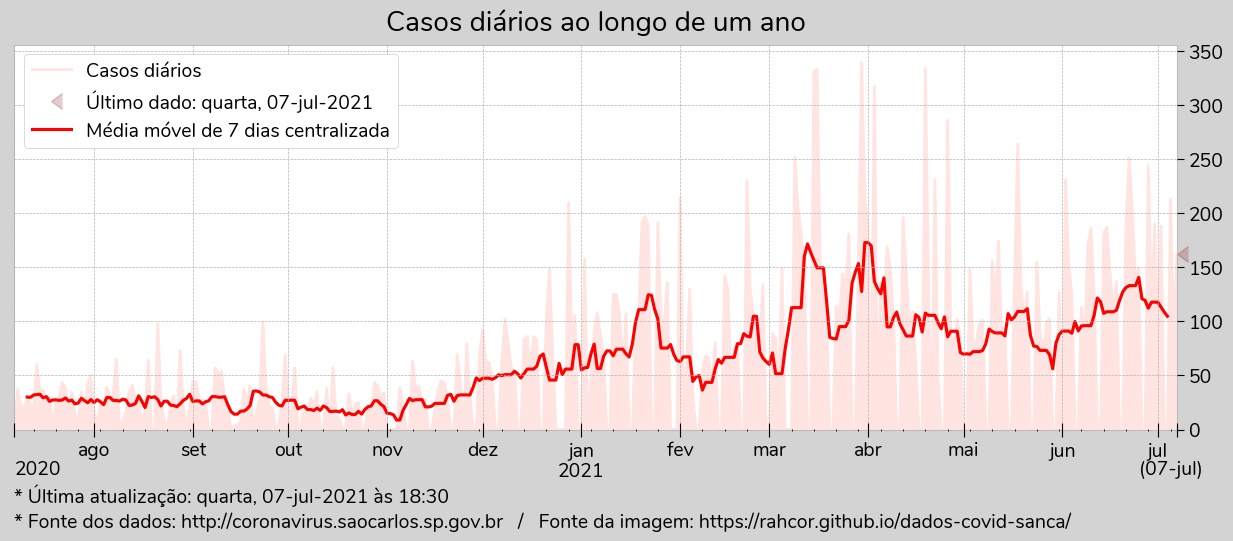 Casos diários ao longo de um ano
Casos diários
Último dado: quarta, 07-jul-2021
Média móvel de 7 dias centralizada
350
300
250
200
150
100
50
0
ago set out nov dez jan fev mar abr mai jun jul
2020 2021 (07-jul)
* Última atualização: quarta, 07-jul-2021 às 18:30
* Fonte dos dados: http://coronavirus.saocarlos.sp.gov.br / Fonte da imagem: https://rahcor.github.io/dados-covid-sanca/